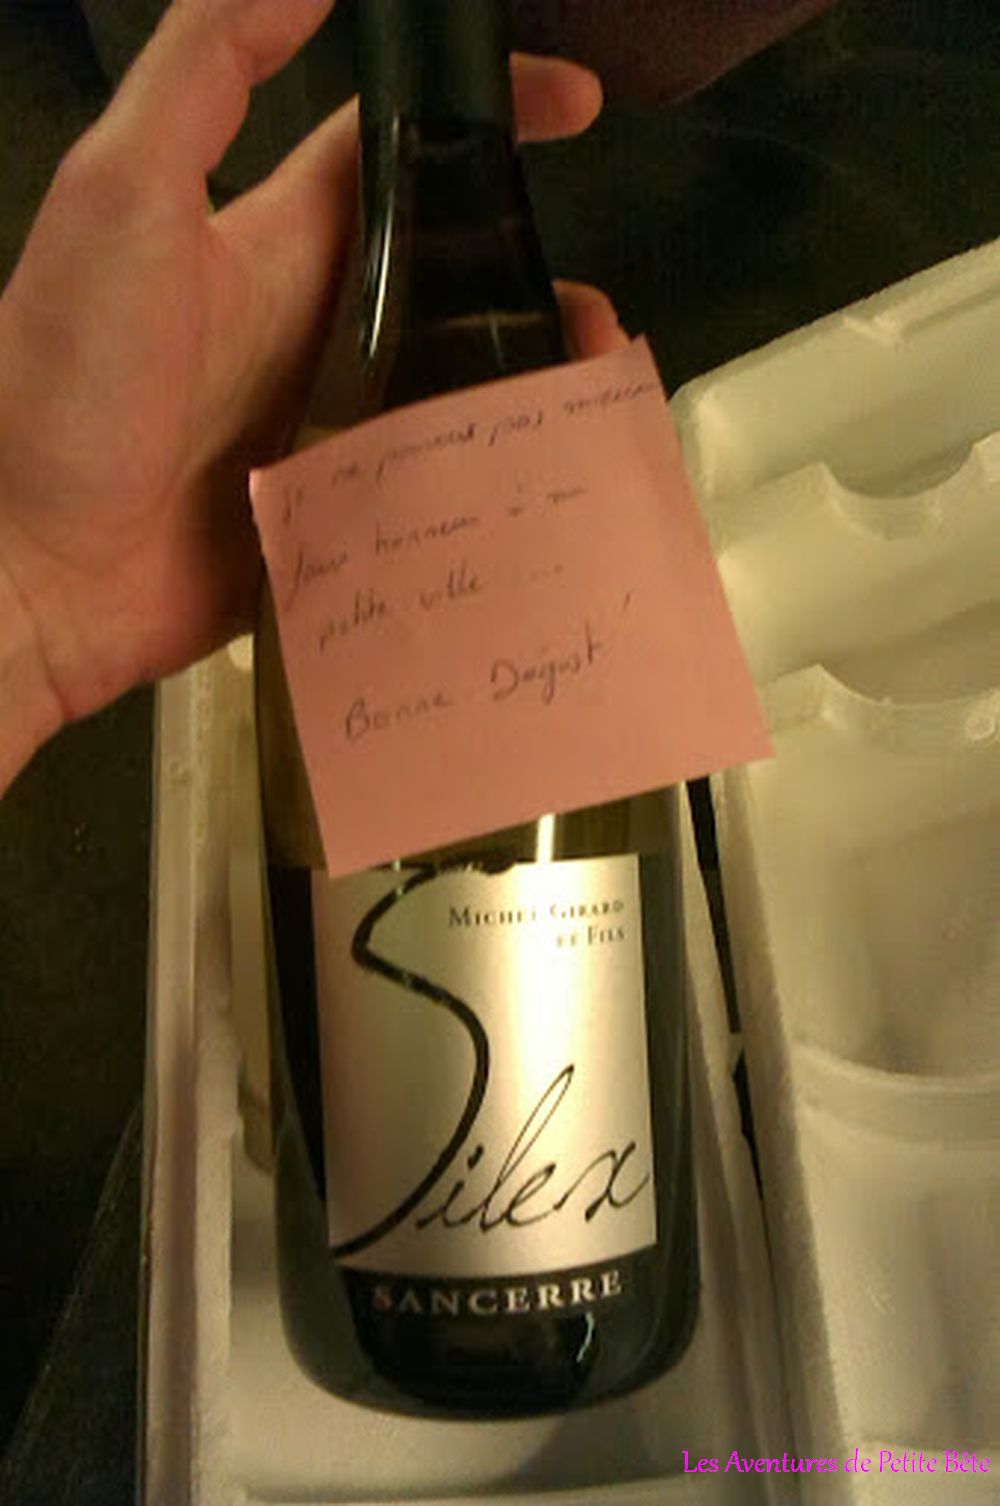 Je ne pouvais pas mieux
faire honneur à ma
petite ville ...
Bonne Dégust'!
MICHEL GIRARD
ET FILS
Silex
SANCERRE
Les Aventures de Petite Bête